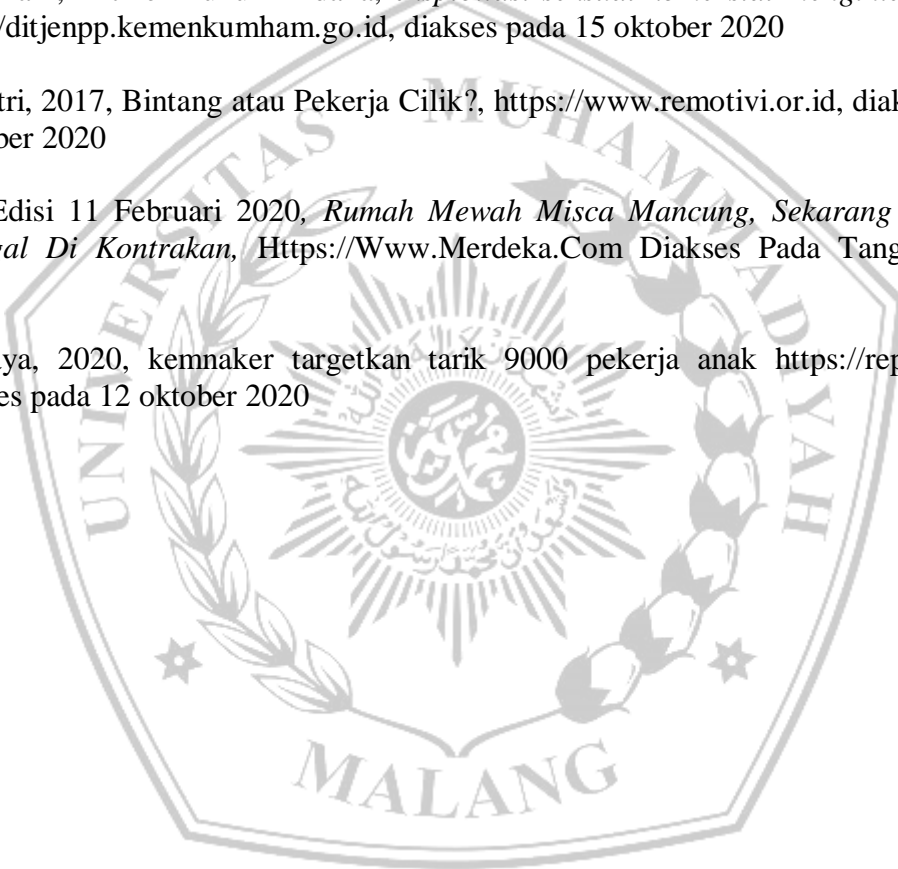 /ditjenpp.kemenkumham.go.id, diakses pada 15 oktober 2020
tri, 2017, Bintang atau Pekerja Cilik?, https://www.remotivi.or.id, diak
ber 2020
Edisi 11 Februari 2020, Rumah Mewah Misca Mancung, Sekarang
gal Di Kontrakan, Https://Www.Merdeka.Com Diakses Pada Tang
ya, 2020, kemnaker targetkan tarik 9000 pekerja anak https://rep
es pada 12 oktober 2020
UNIVERSITAS MUHAMMADIYAH
MALANG